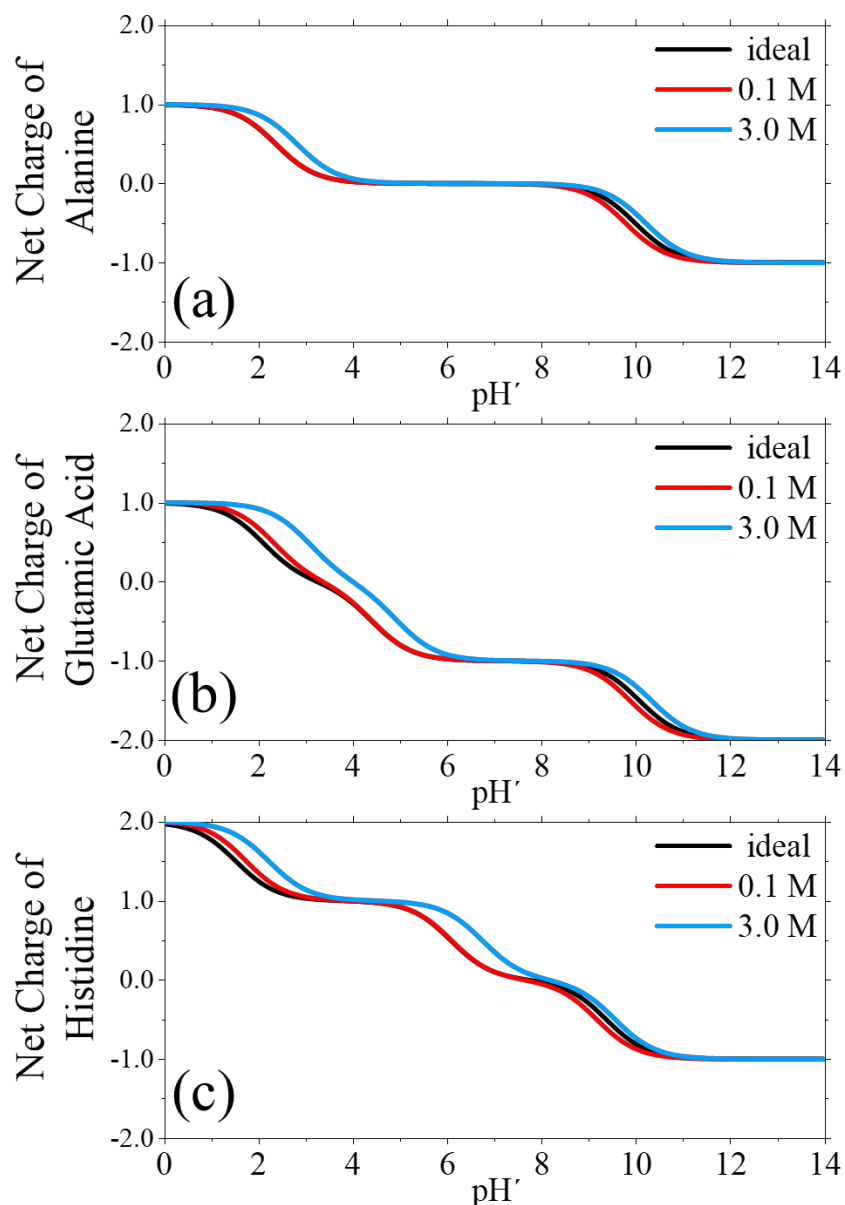 Net Charge of
Alanine
2.0
1.0
0.0
-1.0
-2.0
ideal
0.1 M
3.0 M
(a)
0 2 4 6 8 10 12 14
pH´
Net Charge of
Glutamic Acid
2.0
1.0
0.0
-1.0
-2.0
ideal
0.1 M
3.0 M
(b)
0 2 4 6 8 10 12 14
pH´
Net Charge of
Histidine
2.0
1.0
0.0
-1.0
-2.0
ideal
0.1 M
3.0 M
(c)
0 2 4 6 8 10 12 14
pH´